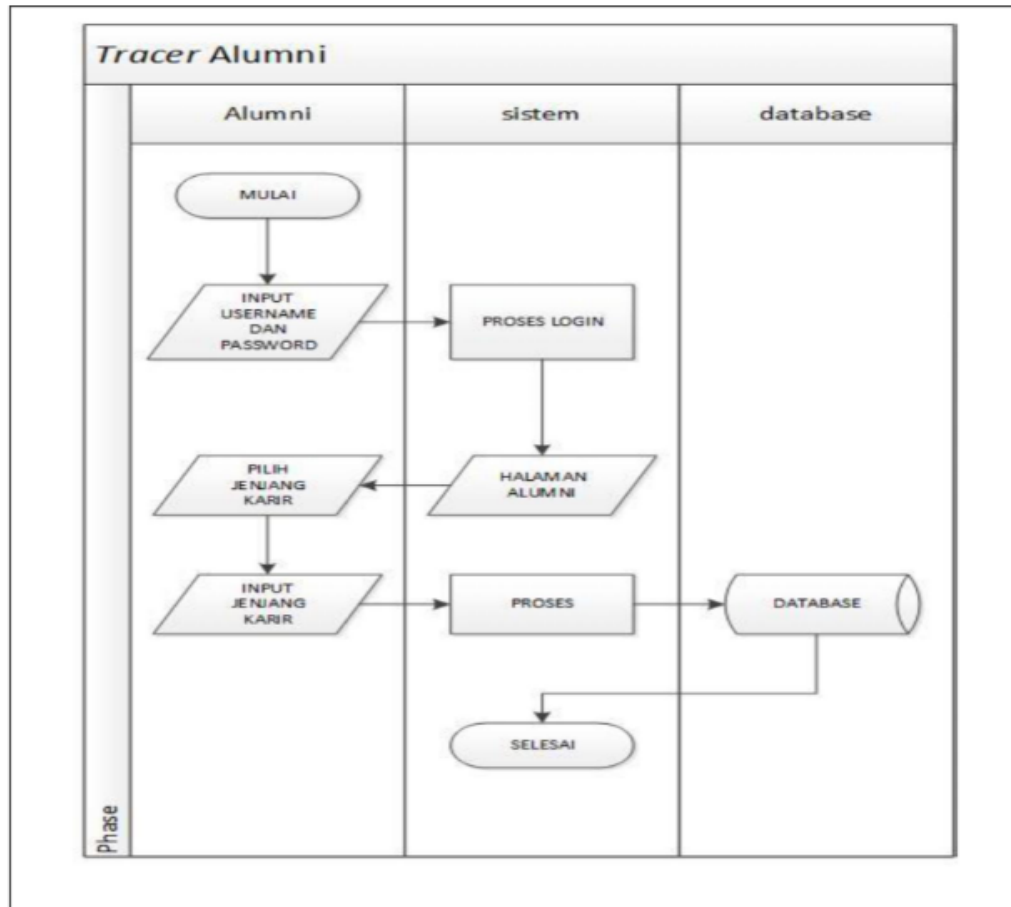 Tracer Alumni
Alumni
sistem
database
MULAI
INPUT
USERNAME
DAN
PASSWORD
PROSES LOGIN
PILIH
JENJANG
KARIR
HALAMAN
ALUMNI
INPUT
JENJANG
KARIR
PROSES
DATABASE
SELESAI
Phase